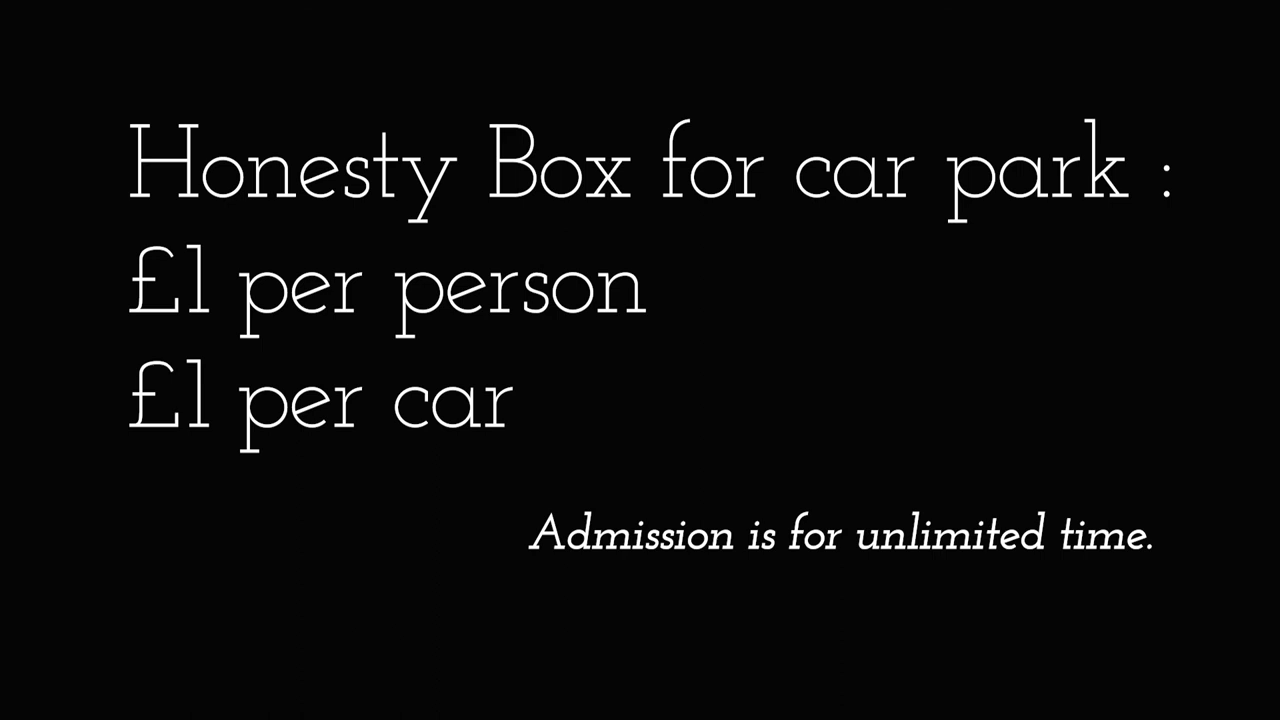 Honesty Box for car park :
£1 per person
£1 per car
Admission is for unlimited time.